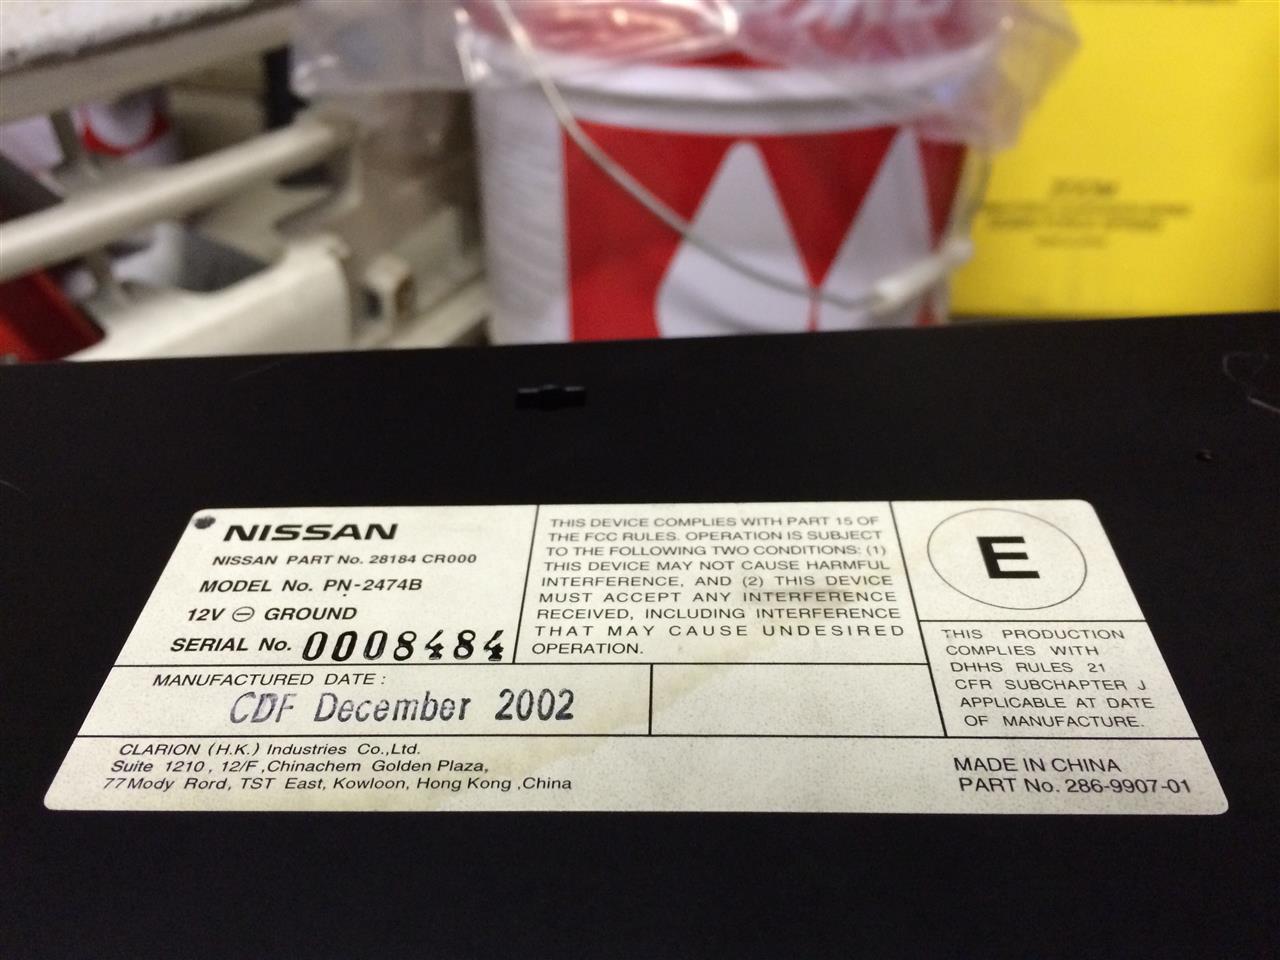 NISSAN
NISSAN PART No. 28184 CR000
MODEL No. PN-2474B
12V ⊖ GROUND
SERIAL No. 0008484
THIS DEVICE COMPLIES WITH PART 15 OF
THE FCC RULES. OPERATION IS SUBJECT
TO THE FOLLOWING TWO CONDITIONS: (1)
THIS DEVICE MAY NOT CAUSE HARMFUL
INTERFERENCE, AND (2) THIS DEVICE
MUST ACCEPT ANY INTERFERENCE
RECEIVED, INCLUDING INTERFERENCE
THAT MAY CAUSE UNDESIRED
OPERATION.
E
THIS PRODUCTION
COMPLIES WITH
DHHS RULES 21
CFR SUBCHAPTER J
APPLICABLE AT DATE
OF MANUFACTURE.
MANUFACTURED DATE :
CDF December 2002
CLARION (H.K.) Industries Co.,Ltd.
Suite 1210 , 12/F ,Chinachem Golden Plaza,
77 Mody Rord, TST East, Kowloon, Hong Kong ,China
MADE IN CHINA
PART No. 286-9907-01